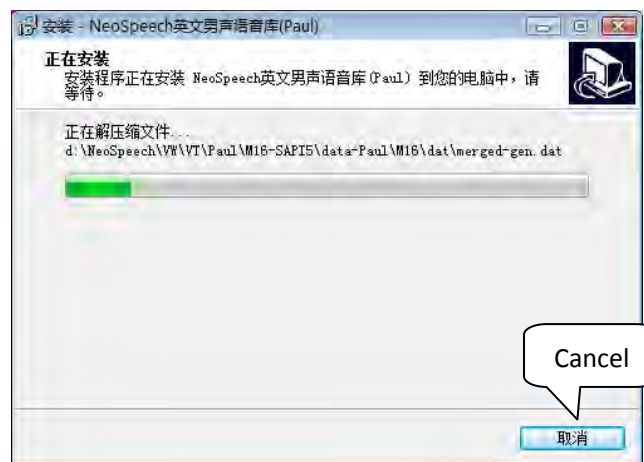 安装 - NeoSpeech英文男声语音库(Paul)
正在安装
安装程序正在安装 NeoSpeech英文男声语音库(Paul) 到您的电脑中，请
等待。
正在解压缩文件...
d:\NeoSpeech\VW\VT\Paul\M16-SAPI5\data-Paul\M16\dat\merged-gen.dat
Cancel
取消